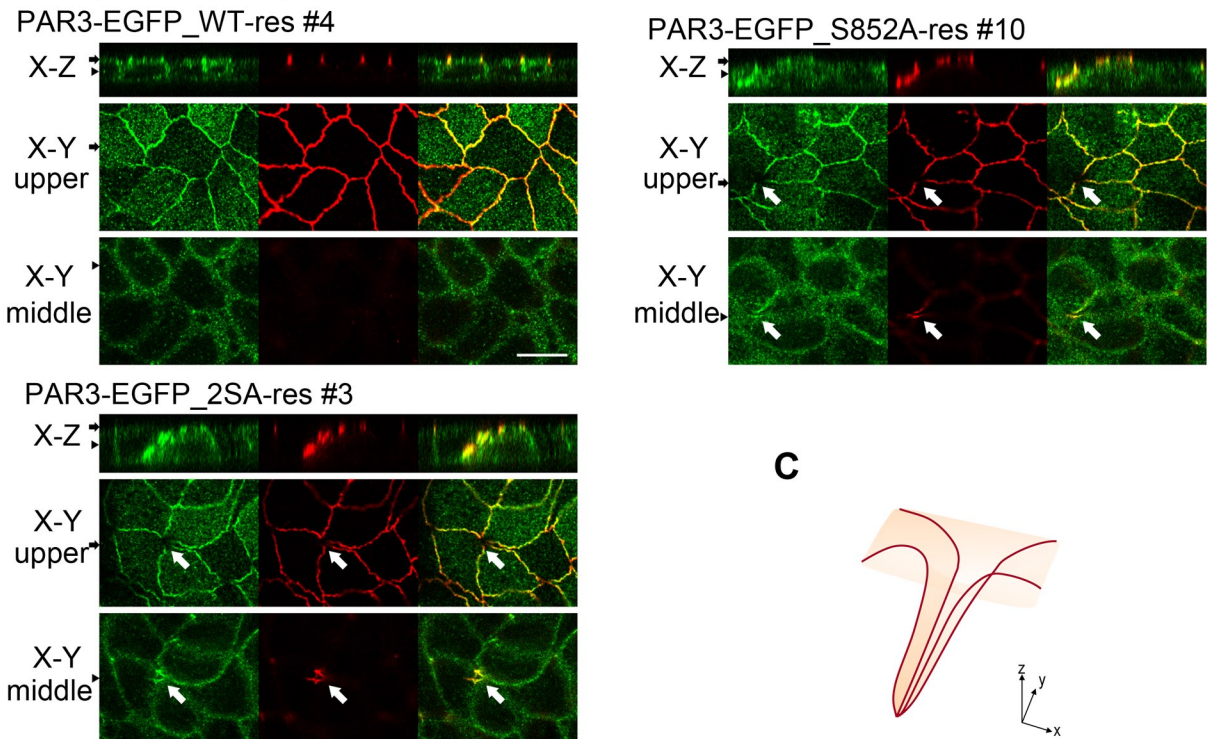 PAR3-EGFP_WT-res #4
X-Z
X-Y
upper
X-Y
middle
PAR3-EGFP_S852A-res #10
X-Z
X-Y
upper
X-Y
middle
PAR3-EGFP_2SA-res #3
X-Z
X-Y
upper
X-Y
middle
C
z
y
x